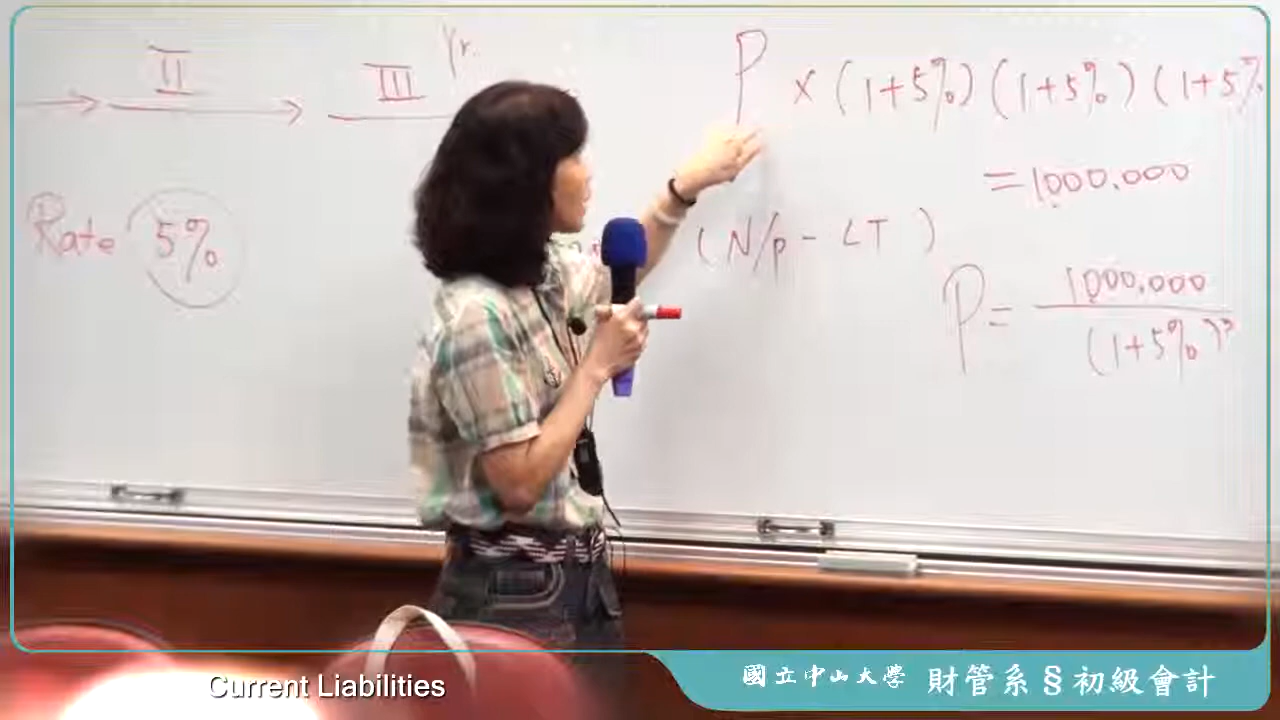 II
III Yr.
P × (1+5%) (1+5%) (1+5%
= 1000.000
Rate 5%
(N/p - LT )
P = 1000.000
(1+5%)³
Current Liabilities
國立中山大學 財管系§初級會計